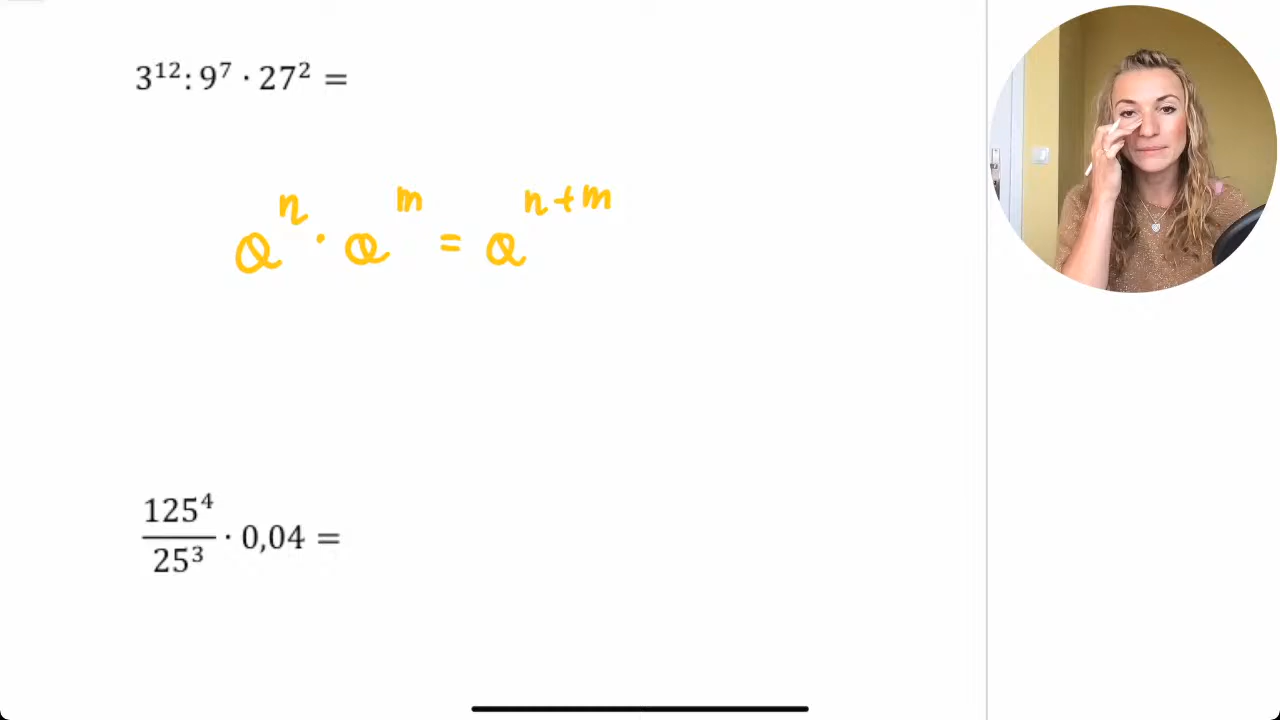 3¹² : 9⁷ · 27² =
aⁿ · aᵐ = aⁿ⁺ᵐ
125⁴/25³ · 0,04 =